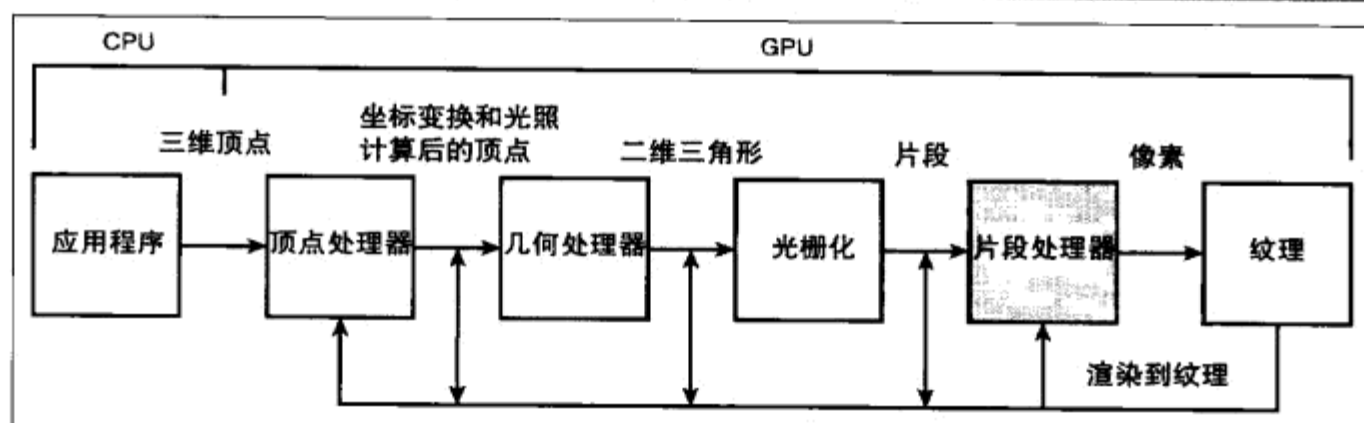 CPU
GPU
三维顶点
坐标变换和光照
计算后的顶点
二维三角形
片段
像素
应用程序
顶点处理器
几何处理器
光栅化
片段处理器
纹理
渲染到纹理